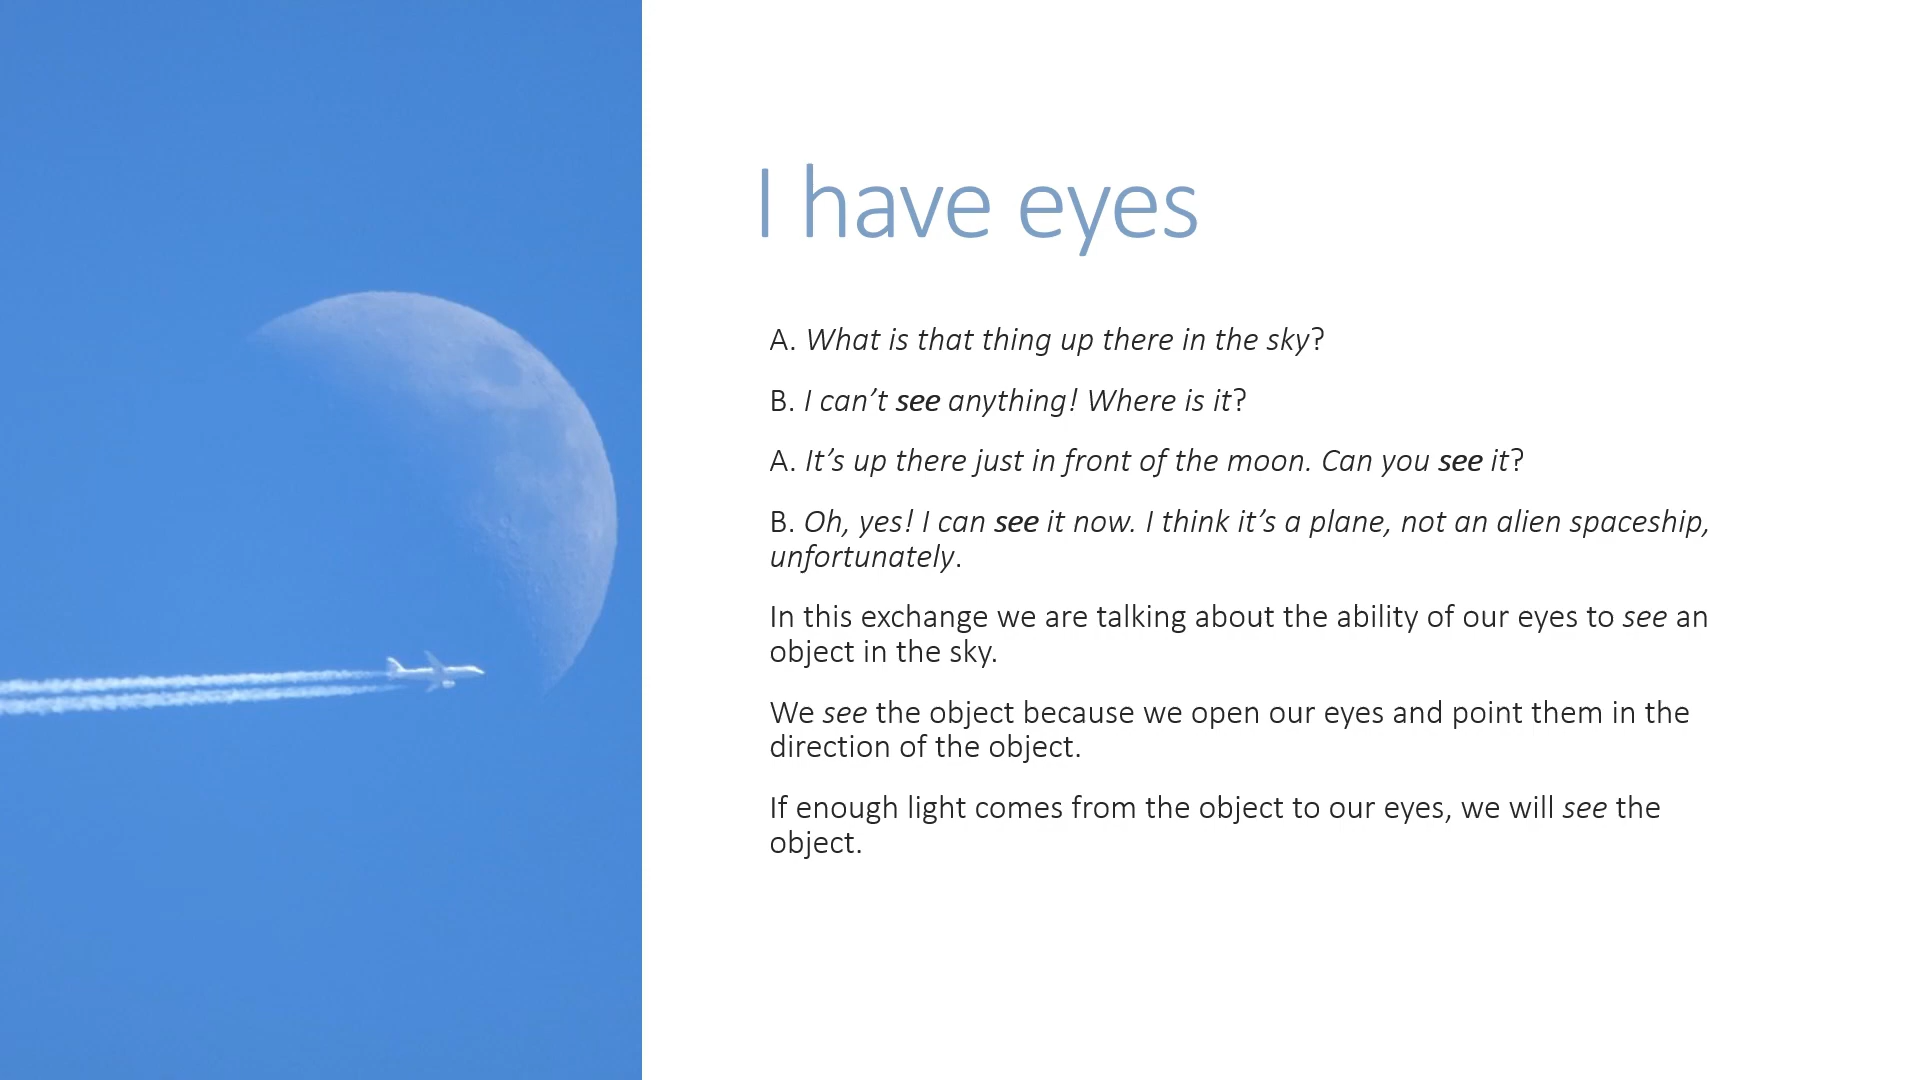 I have eyes
A. What is that thing up there in the sky?
B. I can’t see anything! Where is it?
A. It’s up there just in front of the moon. Can you see it?
B. Oh, yes! I can see it now. I think it’s a plane, not an alien spaceship,
unfortunately.
In this exchange we are talking about the ability of our eyes to see an
object in the sky.
We see the object because we open our eyes and point them in the
direction of the object.
If enough light comes from the object to our eyes, we will see the
object.